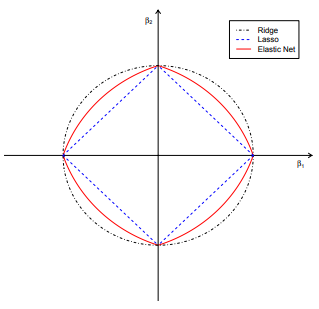 β₂
Ridge
Lasso
Elastic Net
β₁